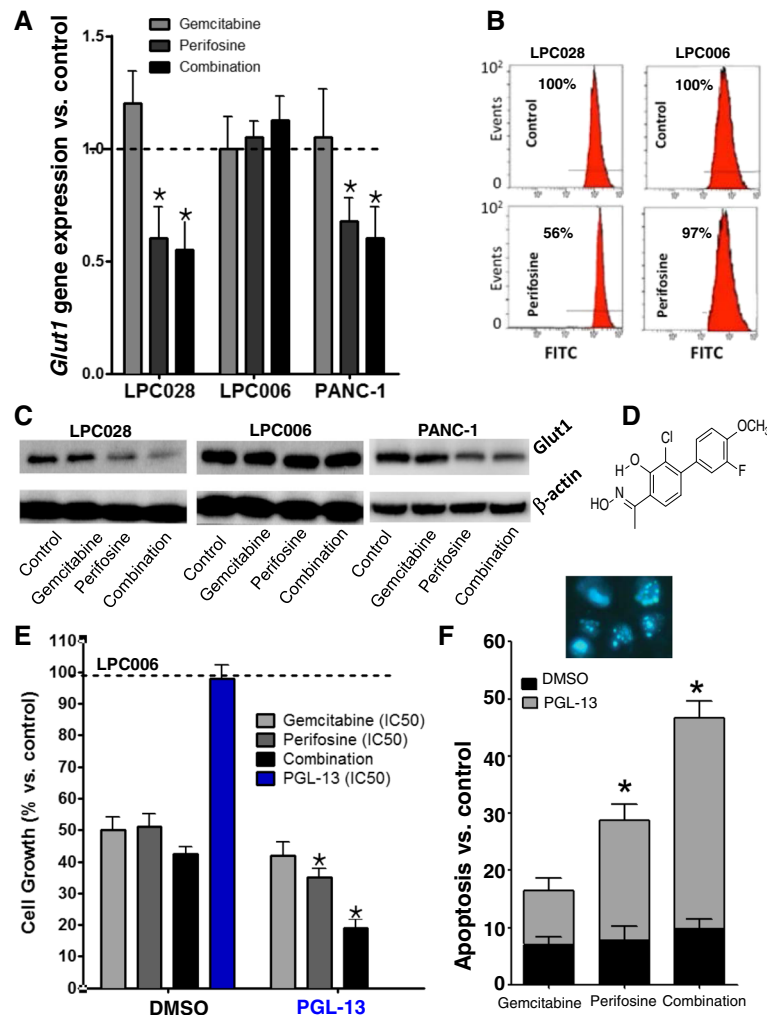 A
Glut1 gene expression vs. control
1.5
1.0
0.5
0.0
Gemcitabine
Perifosine
Combination
LPC028
LPC006
PANC-1
B
LPC028
LPC006
10²
Events
0
100%
Control
100%
Control
10²
Events
0
56%
Perifosine
97%
Perifosine
FITC
FITC
C
LPC028
LPC006
PANC-1
Glut1
β-actin
Control
Gemcitabine
Perifosine
Combination
Control
Gemcitabine
Perifosine
Combination
Control
Gemcitabine
Perifosine
Combination
D
OCH3
Cl
F
O
H
N
HO
E
Cell Growth (% vs. control)
110
100
90
80
70
60
50
40
30
20
10
0
LPC006
Gemcitabine (IC50)
Perifosine (IC50)
Combination
PGL-13 (IC50)
*
*
DMSO
PGL-13
F
Apoptosis vs. control
60
50
40
30
20
10
0
DMSO
PGL-13
*
*
Gemcitabine
Perifosine
Combination